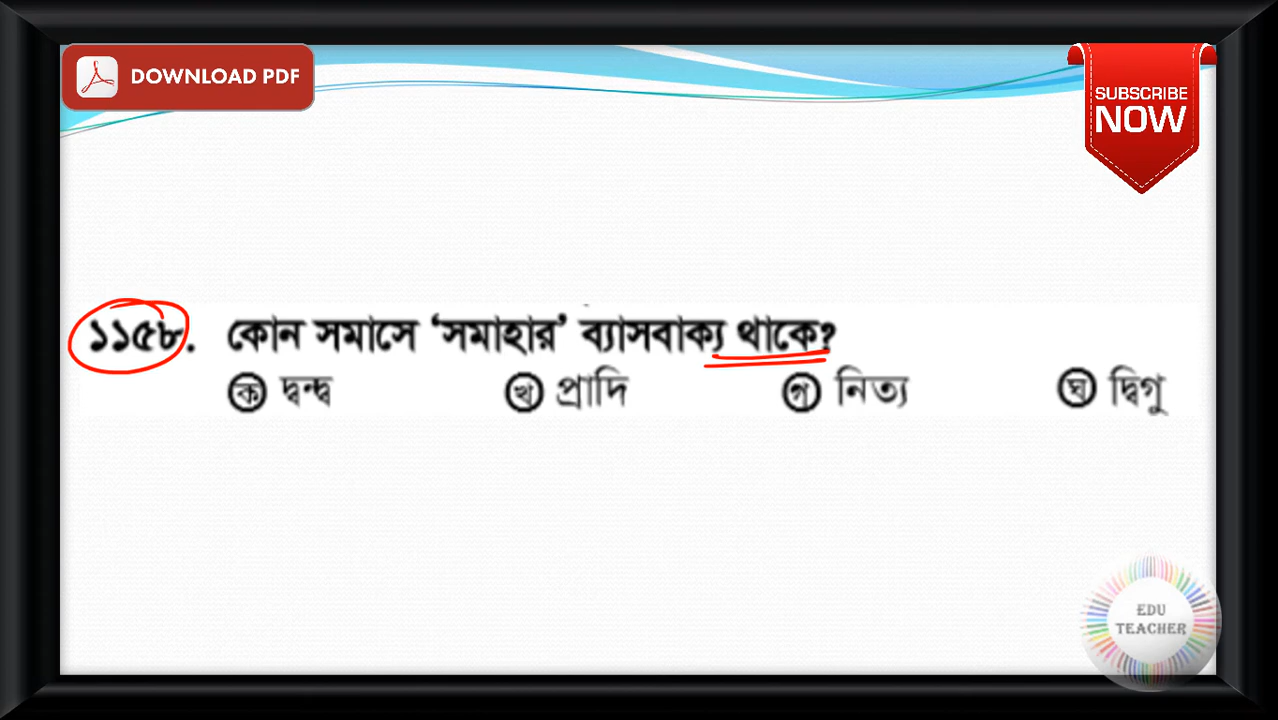 DOWNLOAD PDF
SUBSCRIBE
NOW
১১৫৮. কোন সমাসে ‘সমাহার’ ব্যাসবাক্য থাকে?
ক দ্বন্দ্ব খ প্রাদি গ নিত্য ঘ দ্বিগু
EDU
TEACHER